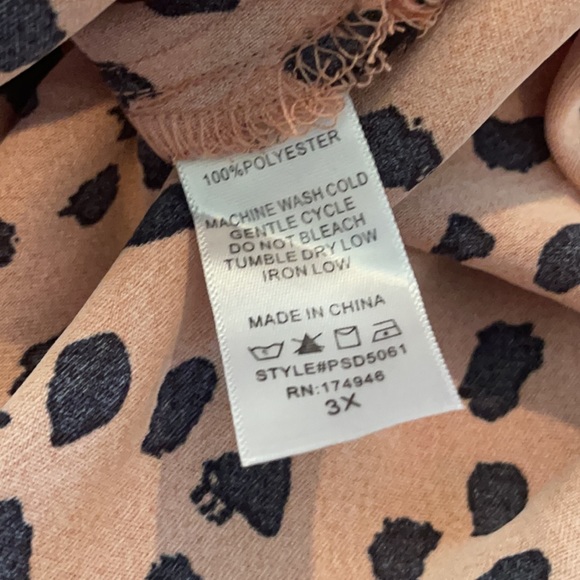 100%POLYESTER
MACHINE WASH COLD
GENTLE CYCLE
DO NOT BLEACH
TUMBLE DRY LOW
IRON LOW
MADE IN CHINA
STYLE#PSD5061
RN:174946
3X